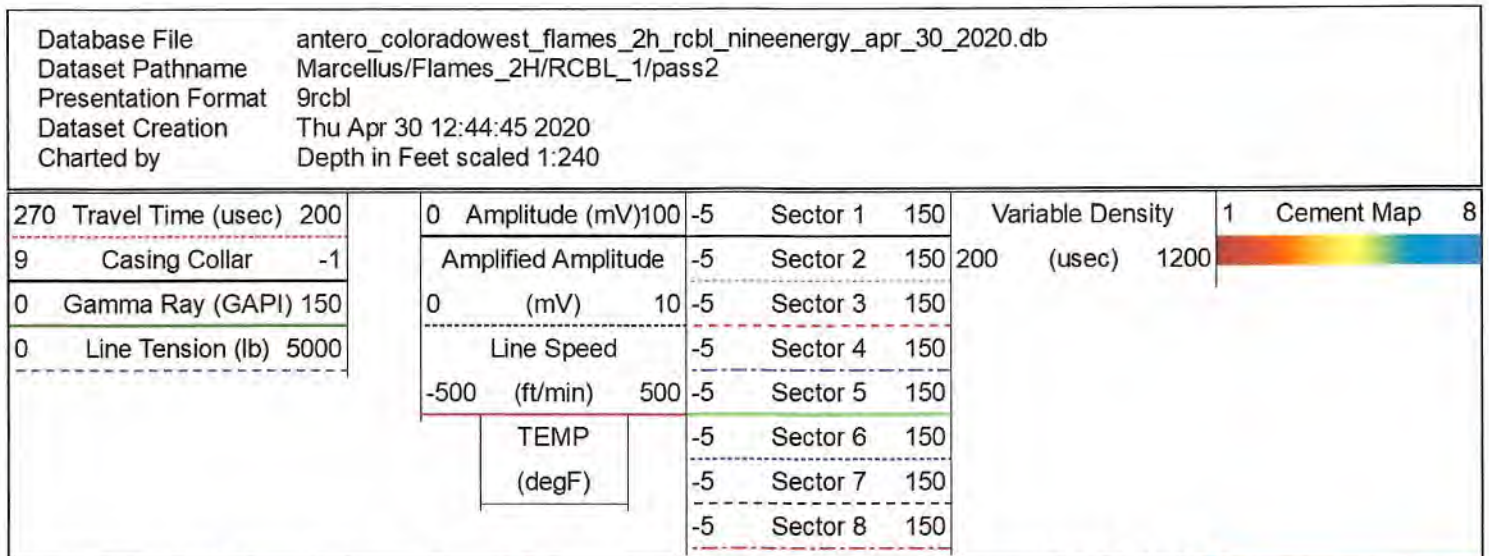 Database File antero_coloradowest_flames_2h_rcbl_nineenergy_apr_30_2020.db
Dataset Pathname Marcellus/Flames_2H/RCBL_1/pass2
Presentation Format 9rcbl
Dataset Creation Thu Apr 30 12:44:45 2020
Charted by Depth in Feet scaled 1:240
270 Travel Time (usec) 200
9 Casing Collar -1
0 Gamma Ray (GAPI) 150
0 Line Tension (lb) 5000
0 Amplitude (mV) 100
Amplified Amplitude
0 (mV) 10
Line Speed
-500 (ft/min) 500
TEMP
(degF)
-5 Sector 1 150
-5 Sector 2 150
-5 Sector 3 150
-5 Sector 4 150
-5 Sector 5 150
-5 Sector 6 150
-5 Sector 7 150
-5 Sector 8 150
Variable Density
200 (usec) 1200
1 Cement Map 8